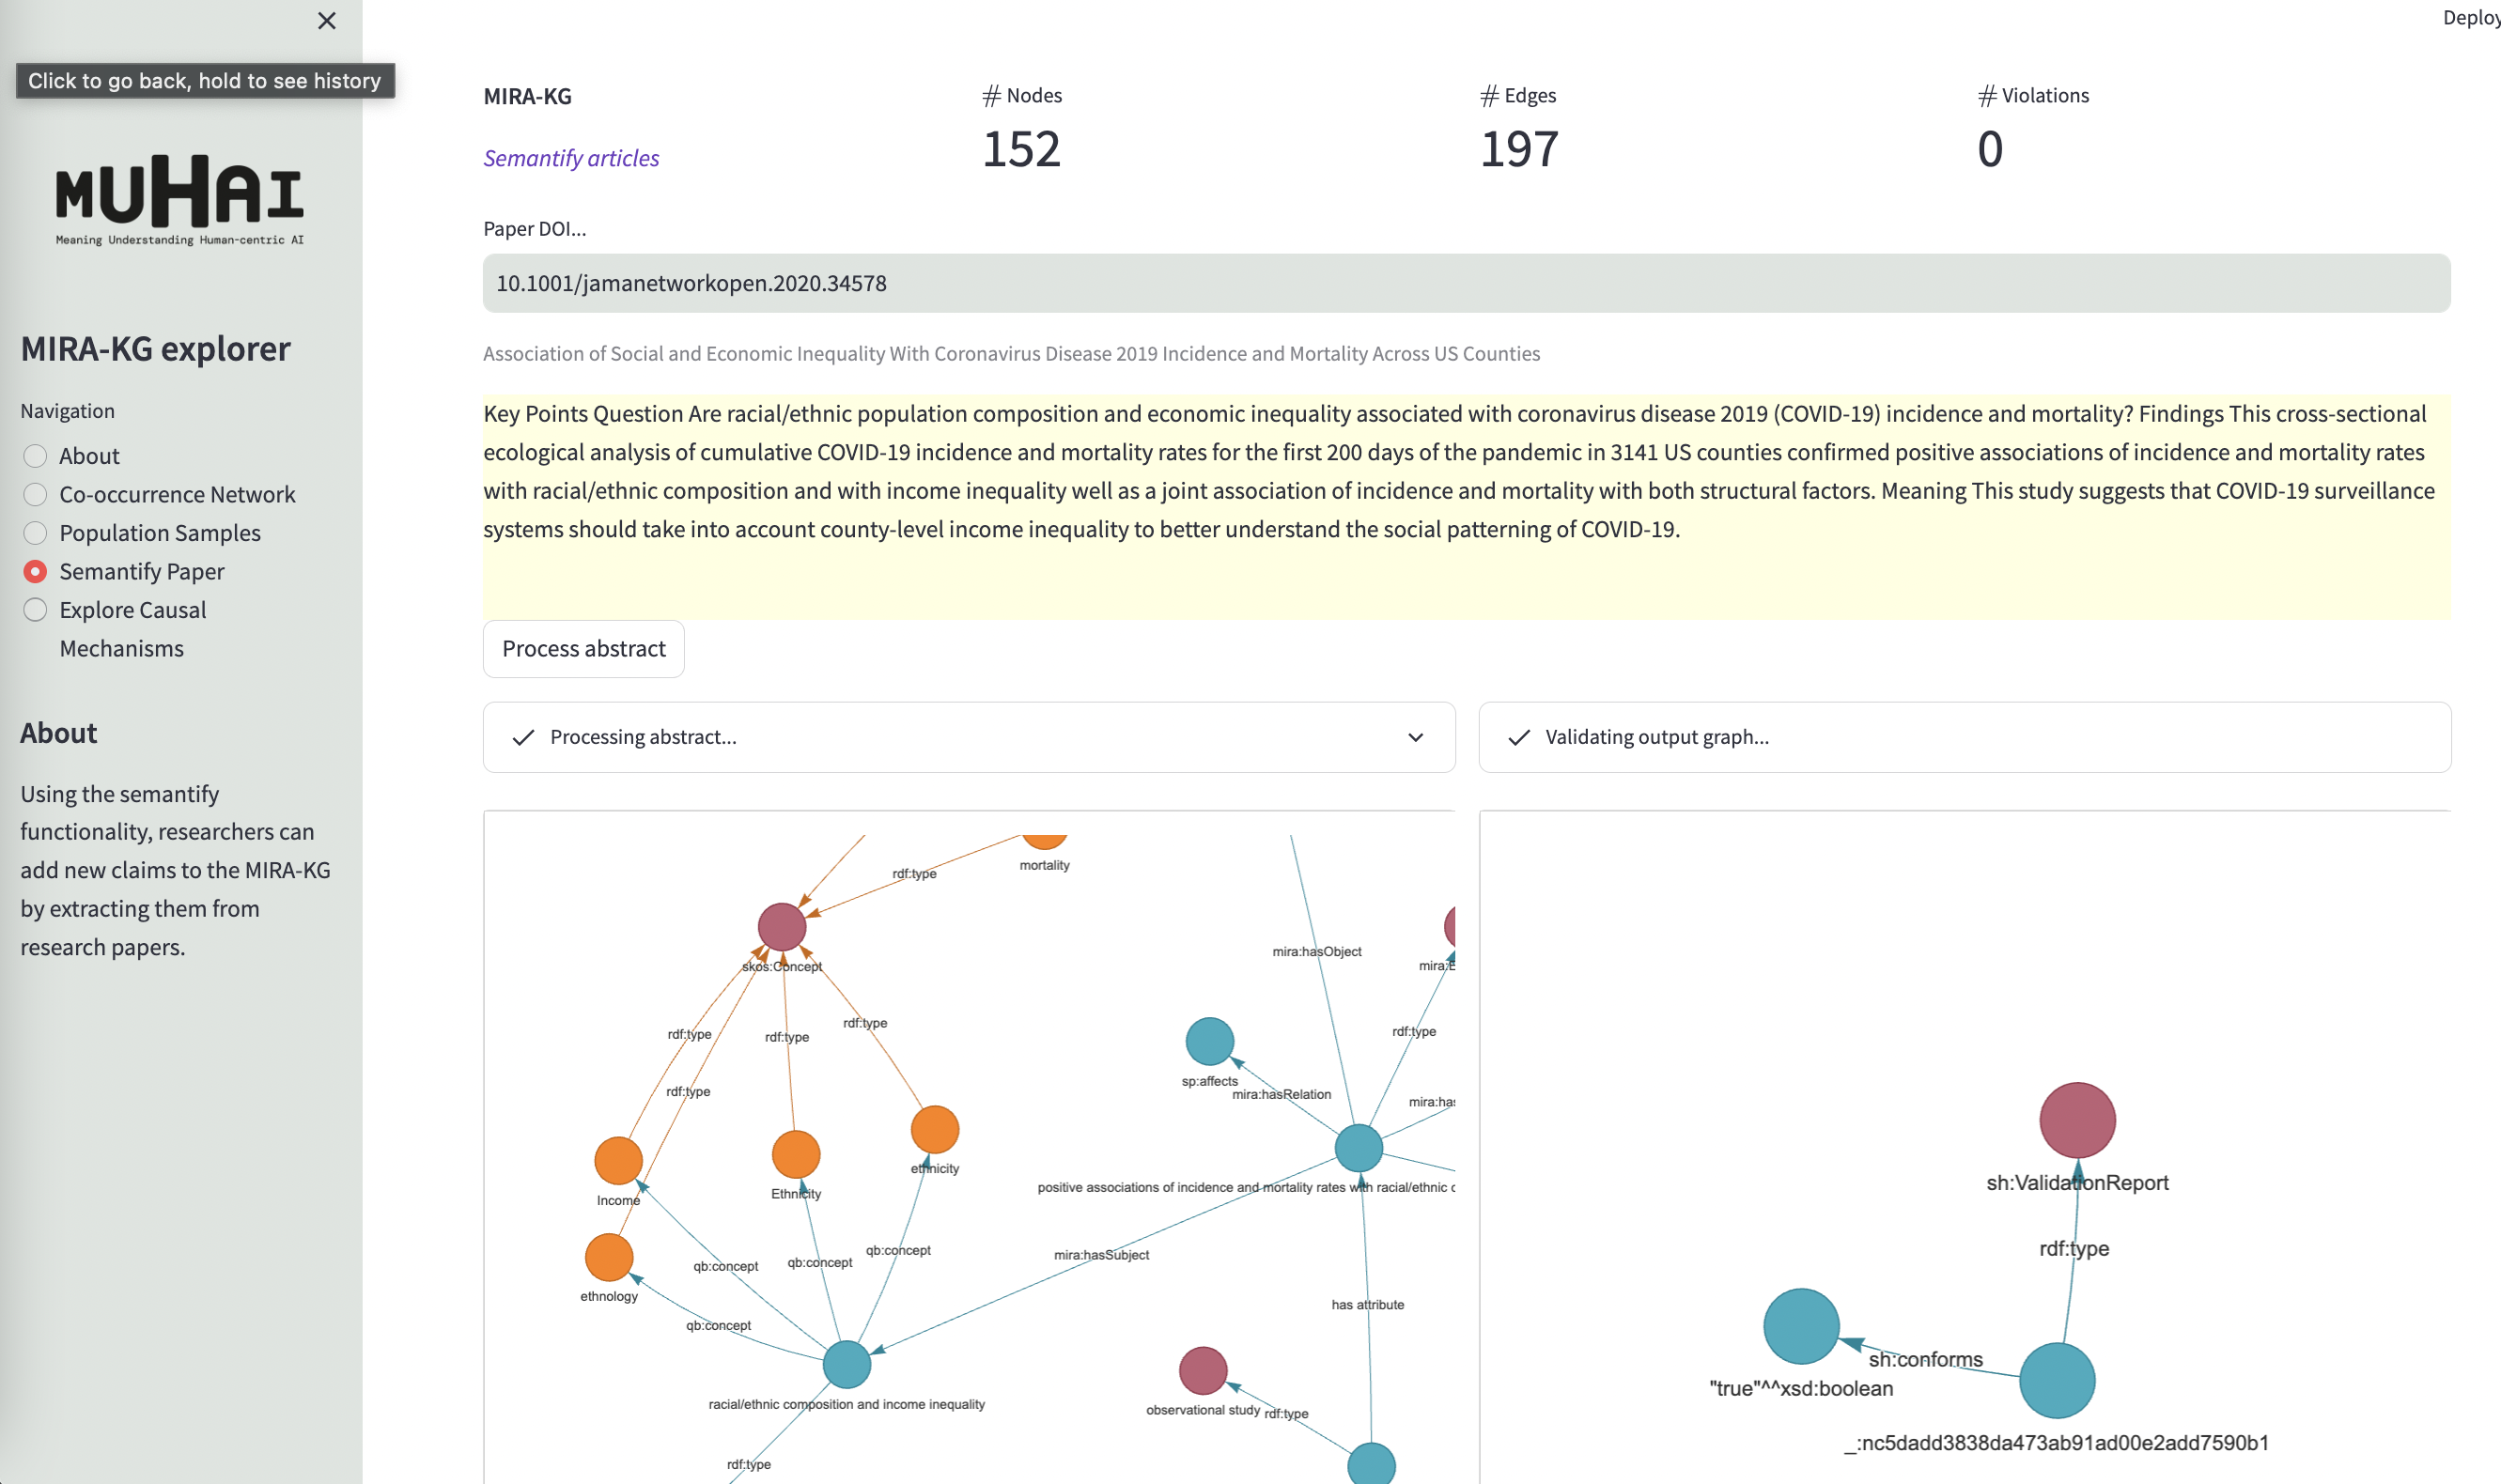 Deploy
Click to go back, hold to see history
MUHAI
Meaning Understanding Human-centric AI
MIRA-KG explorer
Navigation
About
Co-occurrence Network
Population Samples
Semantify Paper
Explore Causal
Mechanisms
About
Using the semantify
functionality, researchers can
add new claims to the MIRA-KG
by extracting them from
research papers.
MIRA-KG
# Nodes
# Edges
# Violations
Semantify articles
152
197
0
Paper DOI...
10.1001/jamanetworkopen.2020.34578
Association of Social and Economic Inequality With Coronavirus Disease 2019 Incidence and Mortality Across US Counties
Key Points Question Are racial/ethnic population composition and economic inequality associated with coronavirus disease 2019 (COVID-19) incidence and mortality? Findings This cross-sectional
ecological analysis of cumulative COVID-19 incidence and mortality rates for the first 200 days of the pandemic in 3141 US counties confirmed positive associations of incidence and mortality rates
with racial/ethnic composition and with income inequality well as a joint association of incidence and mortality with both structural factors. Meaning This study suggests that COVID-19 surveillance
systems should take into account county-level income inequality to better understand the social patterning of COVID-19.
Process abstract
Processing abstract...
Validating output graph...
mortality
rdf:type
skos:Concept
mira:hasObject
mira:E
rdf:type
rdf:type
rdf:type
rdf:type
rdf:type
sp:affects
mira:hasRelation
mira:has
ethnicity
Ethnicity
Income
positive associations of incidence and mortality rates with racial/ethnic c
qb:concept
qb:concept
qb:concept
mira:hasSubject
ethnology
has attribute
qb:concept
racial/ethnic composition and income inequality
observational study
rdf:type
rdf:type
sh:ValidationReport
rdf:type
sh:conforms
"true"^^xsd:boolean
_:nc5dadd3838da473ab91ad00e2add7590b1